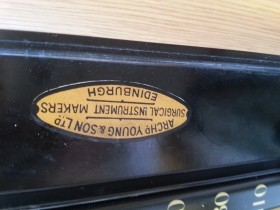 ARCHD YOUNG & SON LTD
SURGICAL INSTRUMENT MAKERS
EDINBURGH